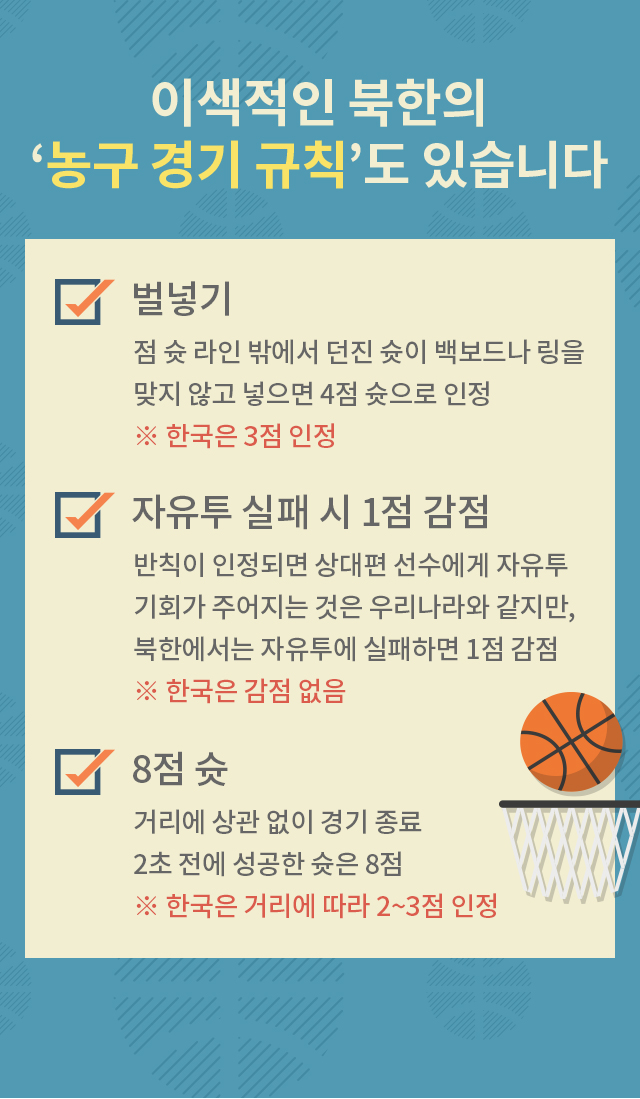 이색적인 북한의
‘농구 경기 규칙’도 있습니다
벌넣기
점 슛 라인 밖에서 던진 슛이 백보드나 링을
맞지 않고 넣으면 4점 슛으로 인정
※ 한국은 3점 인정
자유투 실패 시 1점 감점
반칙이 인정되면 상대편 선수에게 자유투
기회가 주어지는 것은 우리나라와 같지만,
북한에서는 자유투에 실패하면 1점 감점
※ 한국은 감점 없음
8점 슛
거리에 상관 없이 경기 종료
2초 전에 성공한 슛은 8점
※ 한국은 거리에 따라 2~3점 인정